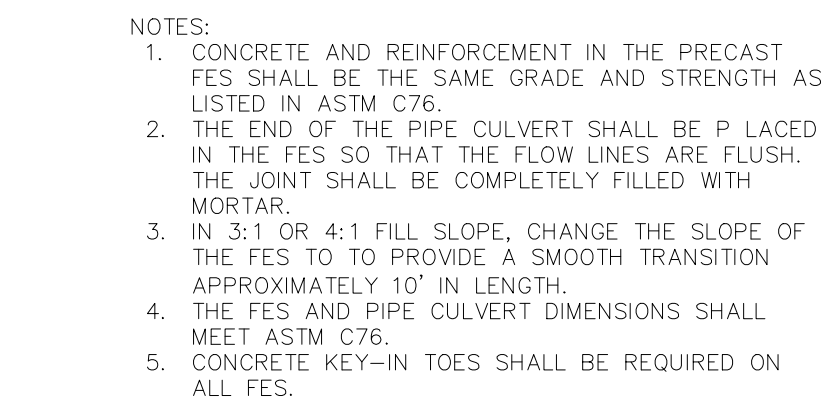 NOTES:
1. CONCRETE AND REINFORCEMENT IN THE PRECAST
FES SHALL BE THE SAME GRADE AND STRENGTH AS
LISTED IN ASTM C76.
2. THE END OF THE PIPE CULVERT SHALL BE P LACED
IN THE FES SO THAT THE FLOW LINES ARE FLUSH.
THE JOINT SHALL BE COMPLETELY FILLED WITH
MORTAR.
3. IN 3:1 OR 4:1 FILL SLOPE, CHANGE THE SLOPE OF
THE FES TO TO PROVIDE A SMOOTH TRANSITION
APPROXIMATELY 10' IN LENGTH.
4. THE FES AND PIPE CULVERT DIMENSIONS SHALL
MEET ASTM C76.
5. CONCRETE KEY–IN TOES SHALL BE REQUIRED ON
ALL FES.